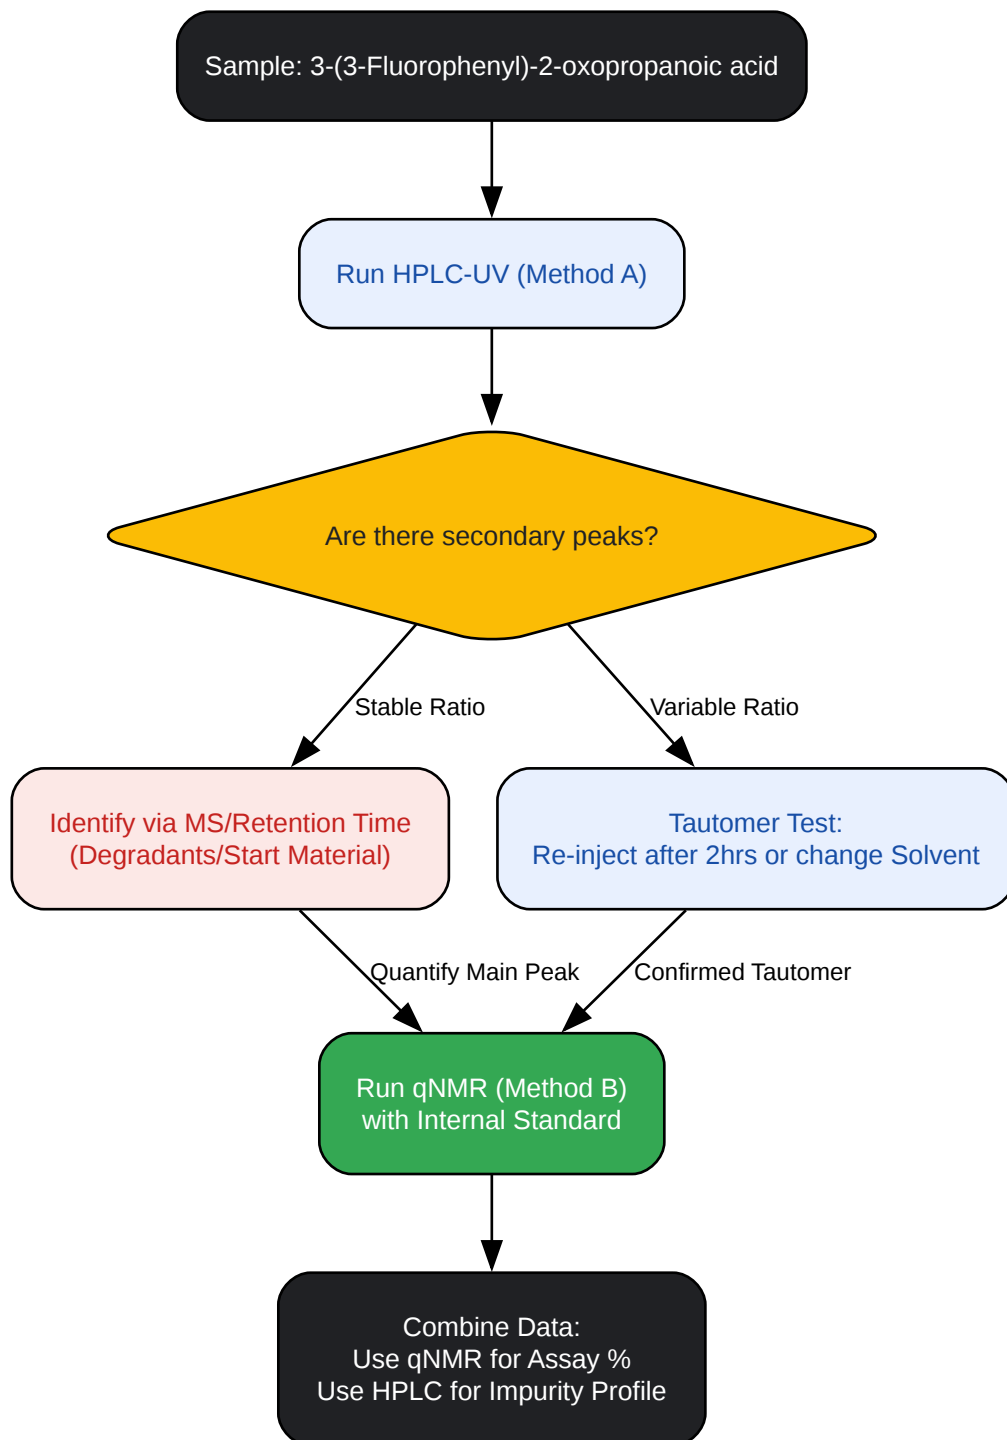 Sample: 3-(3-Fluorophenyl)-2-oxopropanoic acid
Run HPLC-UV (Method A)
Are there secondary peaks?
Stable Ratio
Variable Ratio
Identify via MS/Retention Time
(Degradants/Start Material)
Tautomer Test:
Re-inject after 2hrs or change Solvent
Quantify Main Peak
Confirmed Tautomer
Run qNMR (Method B)
with Internal Standard
Combine Data:
Use qNMR for Assay %
Use HPLC for Impurity Profile